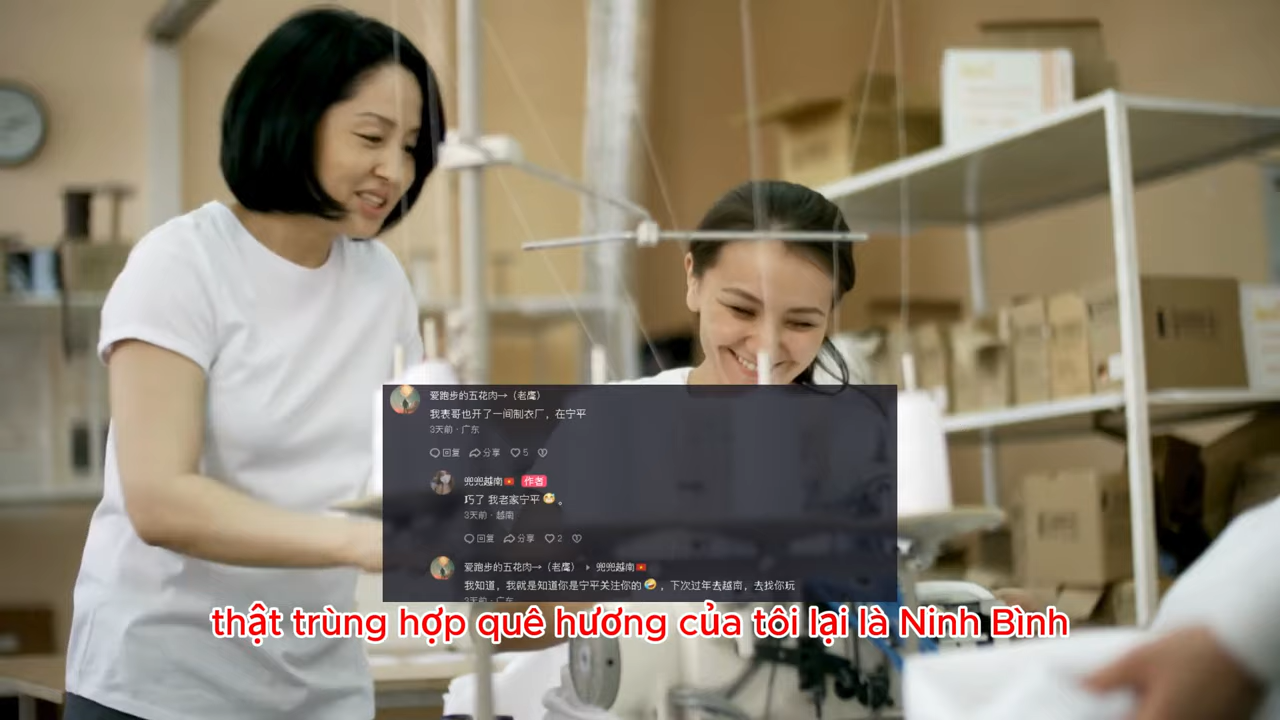 爱跑步的五花肉→（老鹰）
我表哥也开了一间制衣厂，在宁平
3天前·广东
回复 分享 5
兜兜越南🇻🇳 作者
巧了 我老家宁平。
3天前·越南
回复 分享 2
爱跑步的五花肉→（老鹰） ▸ 兜兜越南🇻🇳
我知道，我就是知道你是宁平关注你的🤣，下次过年去越南，去找你玩
3天前·广东
thật trùng hợp quê hương của tôi lại là Ninh Bình